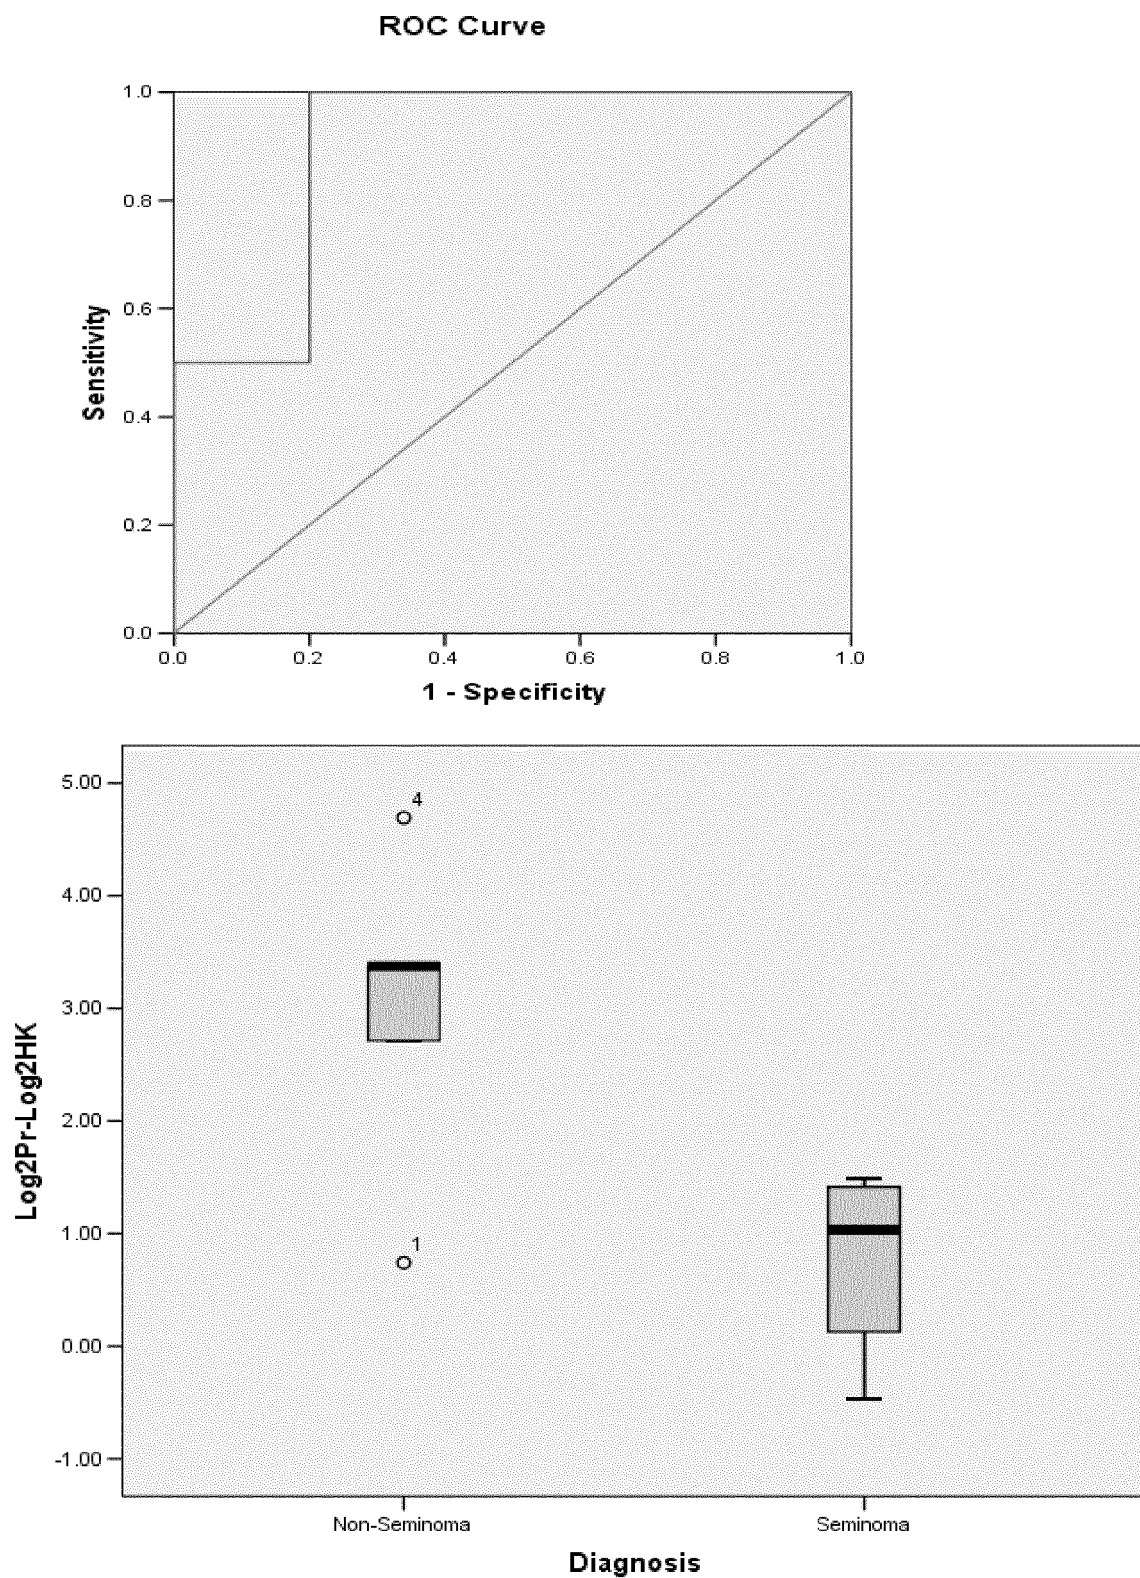 ROC Curve
1.0
0.8
0.6
0.4
0.2
0.0
Sensitivity
0.0 0.2 0.4 0.6 0.8 1.0
1 - Specificity
5.00
4.00
3.00
2.00
1.00
0.00
-1.00
Log2Pr-Log2HK
4
1
Non-Seminoma Seminoma
Diagnosis